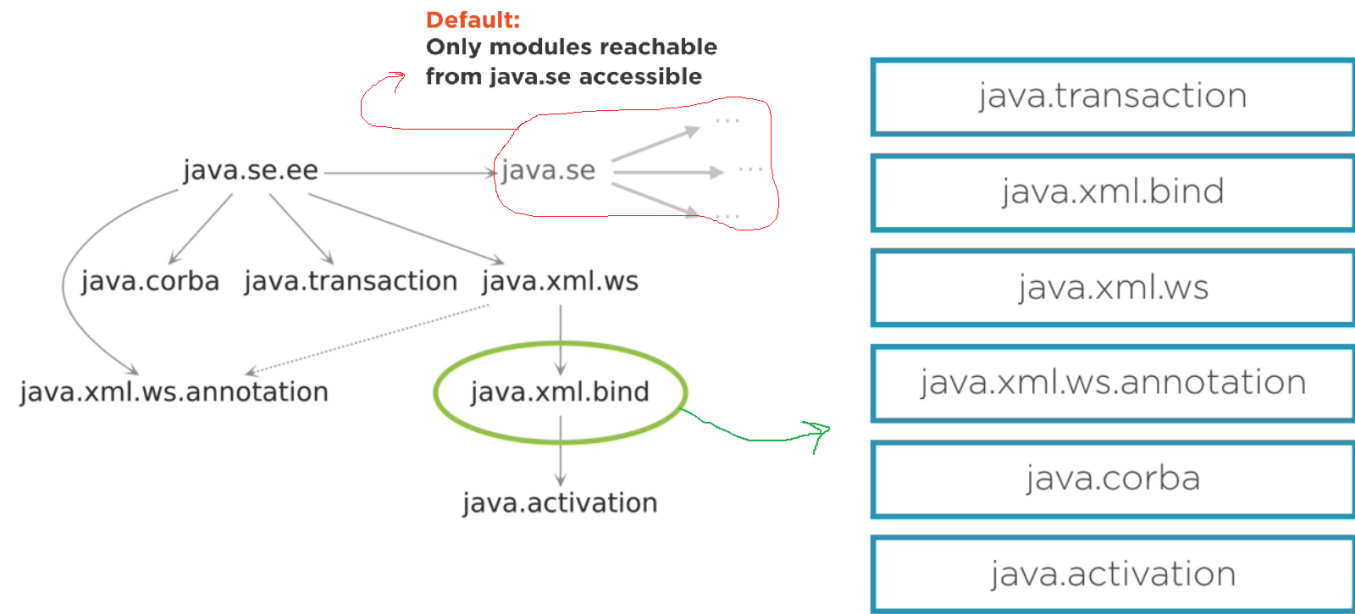 Default:
Only modules reachable
from java.se accessible
...
java.se.ee
java.se
...
...
java.corba
java.transaction
java.xml.ws
java.xml.ws.annotation
java.xml.bind
java.activation
java.transaction
java.xml.bind
java.xml.ws
java.xml.ws.annotation
java.corba
java.activation